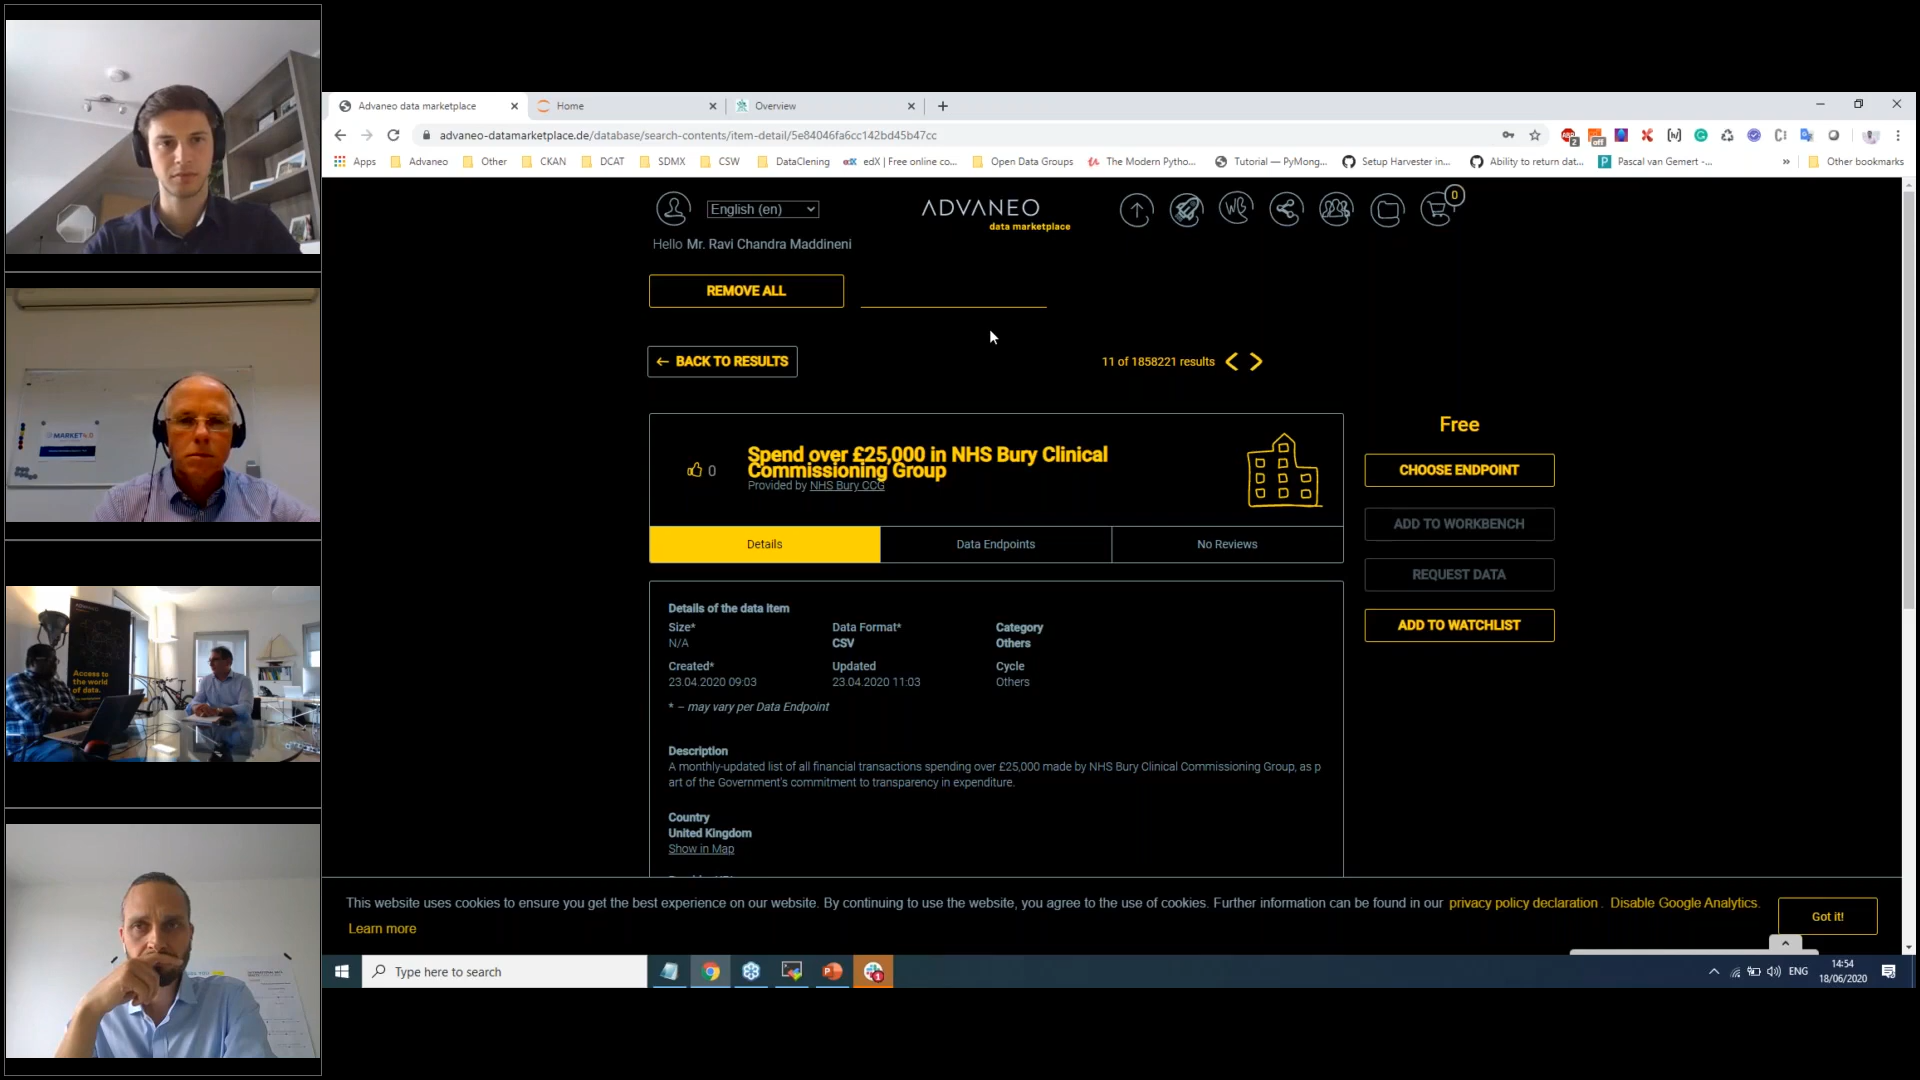 MARKET4.0
ADVANEO
Access to
the world
of data.
Advaneo data marketplace
Home
Overview
advaneo-datamarketplace.de/database/search-contents/item-detail/5e84046fa6cc142bd45b47cc
Apps Advaneo Other CKAN DCAT SDMX CSW DataClening edX | Free online co... Open Data Groups The Modern Pytho... Tutorial — PyMong... Setup Harvester in... Ability to return dat... Pascal van Gemert -... » Other bookmarks
English (en)
ADVANEO
data marketplace
0
Hello Mr. Ravi Chandra Maddineni
REMOVE ALL
BACK TO RESULTS
11 of 1858221 results
Free
Spend over £25,000 in NHS Bury Clinical
Commissioning Group
0
Provided by NHS Bury CCG
CHOOSE ENDPOINT
ADD TO WORKBENCH
REQUEST DATA
ADD TO WATCHLIST
Details Data Endpoints No Reviews
Details of the data item
Size* Data Format* Category
N/A CSV Others
Created* Updated Cycle
23.04.2020 09:03 23.04.2020 11:03 Others
* – may vary per Data Endpoint
Description
A monthly-updated list of all financial transactions spending over £25,000 made by NHS Bury Clinical Commissioning Group, as p
art of the Government's commitment to transparency in expenditure.
Country
United Kingdom
Show in Map
This website uses cookies to ensure you get the best experience on our website. By continuing to use the website, you agree to the use of cookies. Further information can be found in our privacy policy declaration . Disable Google Analytics.
Learn more
Got it!
Type here to search
ENG
14:54
18/06/2020